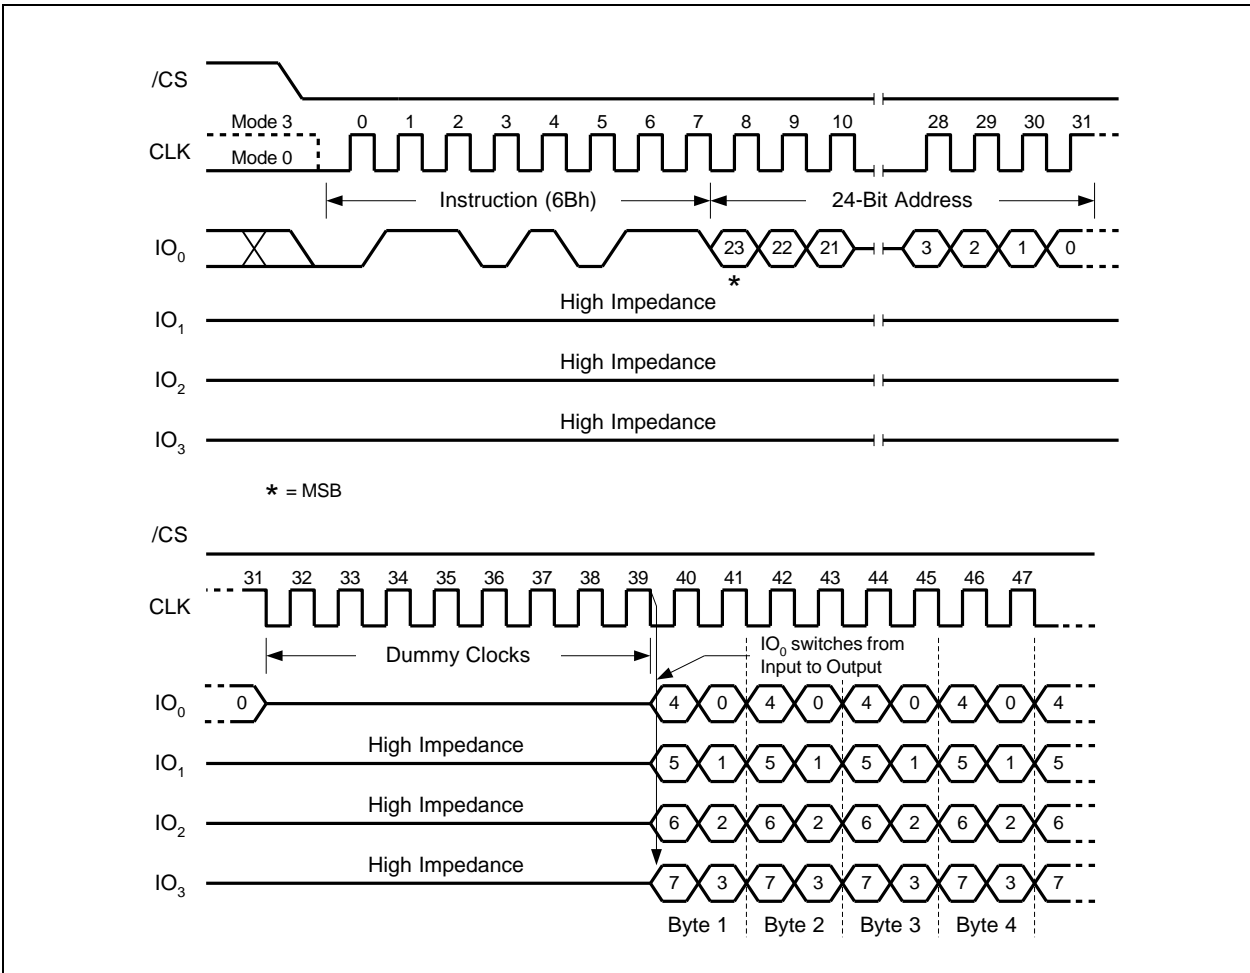 /CS
Mode 3 0 1 2 3 4 5 6 7 8 9 10 28 29 30 31
CLK
Mode 0
Instruction (6Bh) 24-Bit Address
IO0 23 22 21 3 2 1 0
*
High Impedance
IO1
High Impedance
IO2
High Impedance
IO3
* = MSB
/CS
31 32 33 34 35 36 37 38 39 40 41 42 43 44 45 46 47
CLK
Dummy Clocks
IO0 switches from
Input to Output
IO0 0 4 0 4 0 4 0 4 0 4
High Impedance
IO1 5 1 5 1 5 1 5 1 5
High Impedance
IO2 6 2 6 2 6 2 6 2 6
High Impedance
IO3 7 3 7 3 7 3 7 3 7
Byte 1 Byte 2 Byte 3 Byte 4